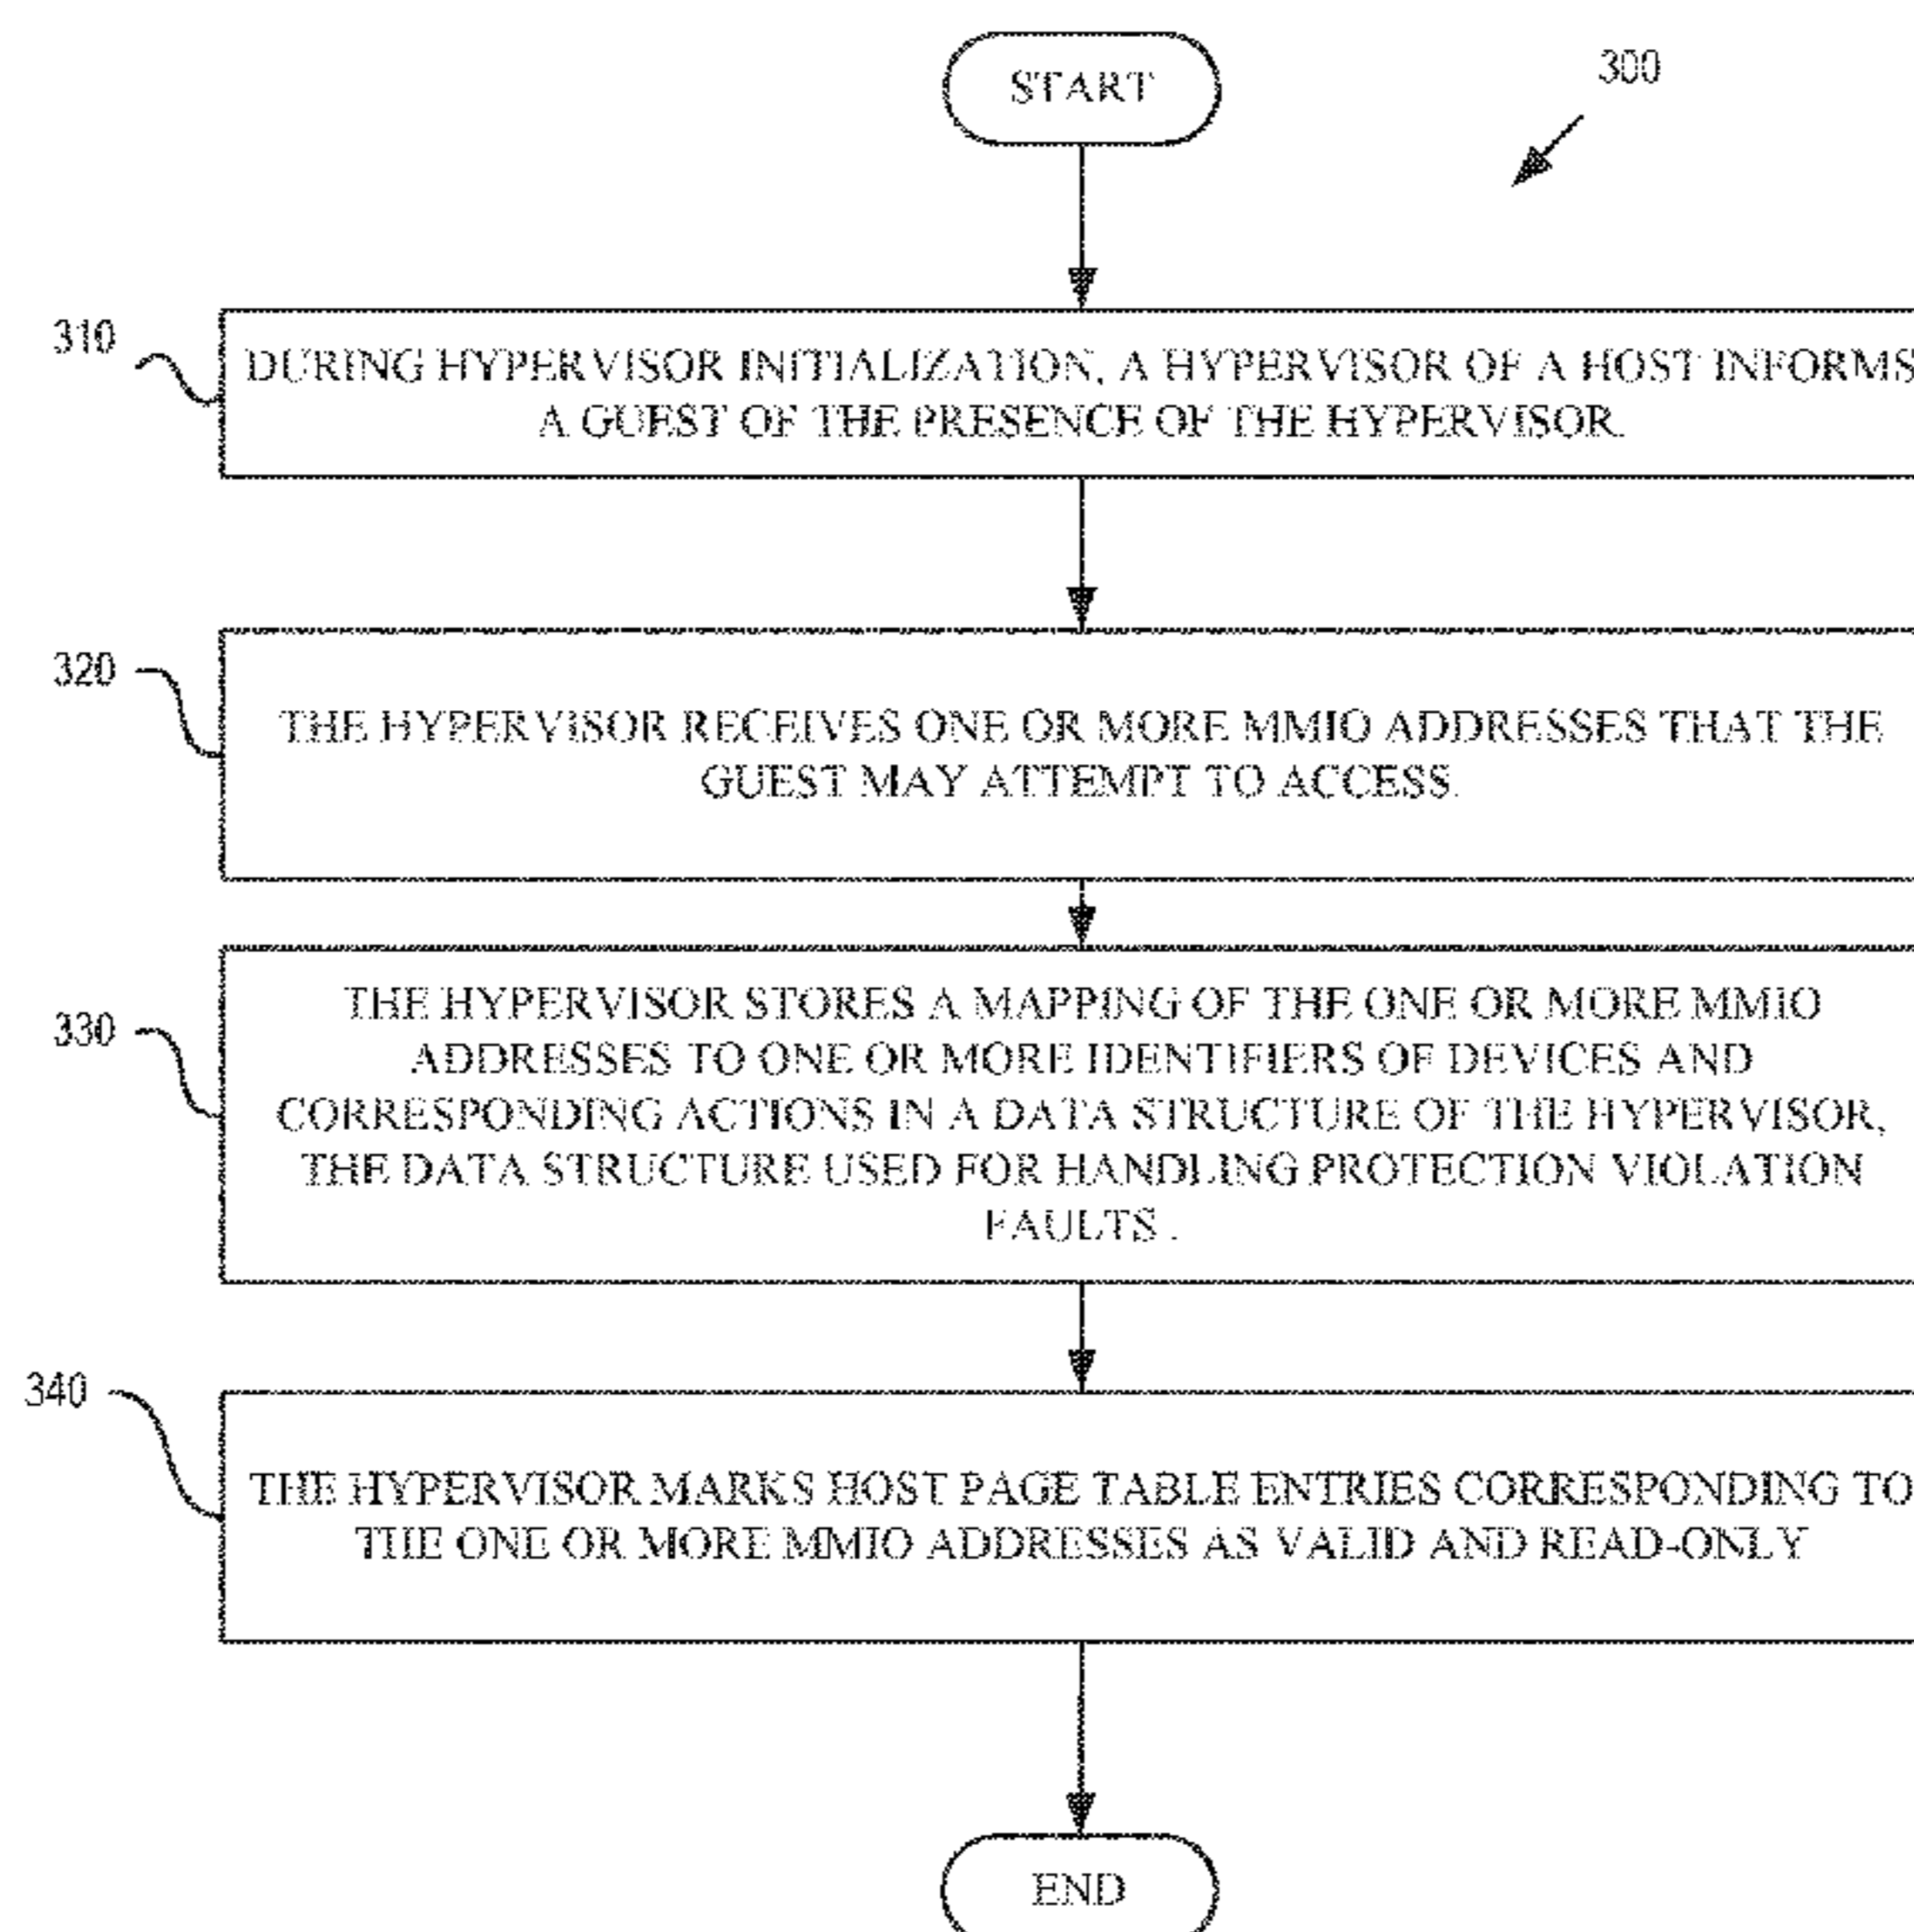 START
300
310
DURING HYPERVISOR INITIALIZATION, A HYPERVISOR OF A HOST INFORMS
A GUEST OF THE PRESENCE OF THE HYPERVISOR.
320
THE HYPERVISOR RECEIVES ONE OR MORE MMIO ADDRESSES THAT THE
GUEST MAY ATTEMPT TO ACCESS.
330
THE HYPERVISOR STORES A MAPPING OF THE ONE OR MORE MMIO
ADDRESSES TO ONE OR MORE IDENTIFIERS OF DEVICES AND
CORRESPONDING ACTIONS IN A DATA STRUCTURE OF THE HYPERVISOR,
THE DATA STRUCTURE USED FOR HANDLING PROTECTION VIOLATION
FAULTS .
340
THE HYPERVISOR MARKS HOST PAGE TABLE ENTRIES CORRESPONDING TO
THE ONE OR MORE MMIO ADDRESSES AS VALID AND READ-ONLY
END